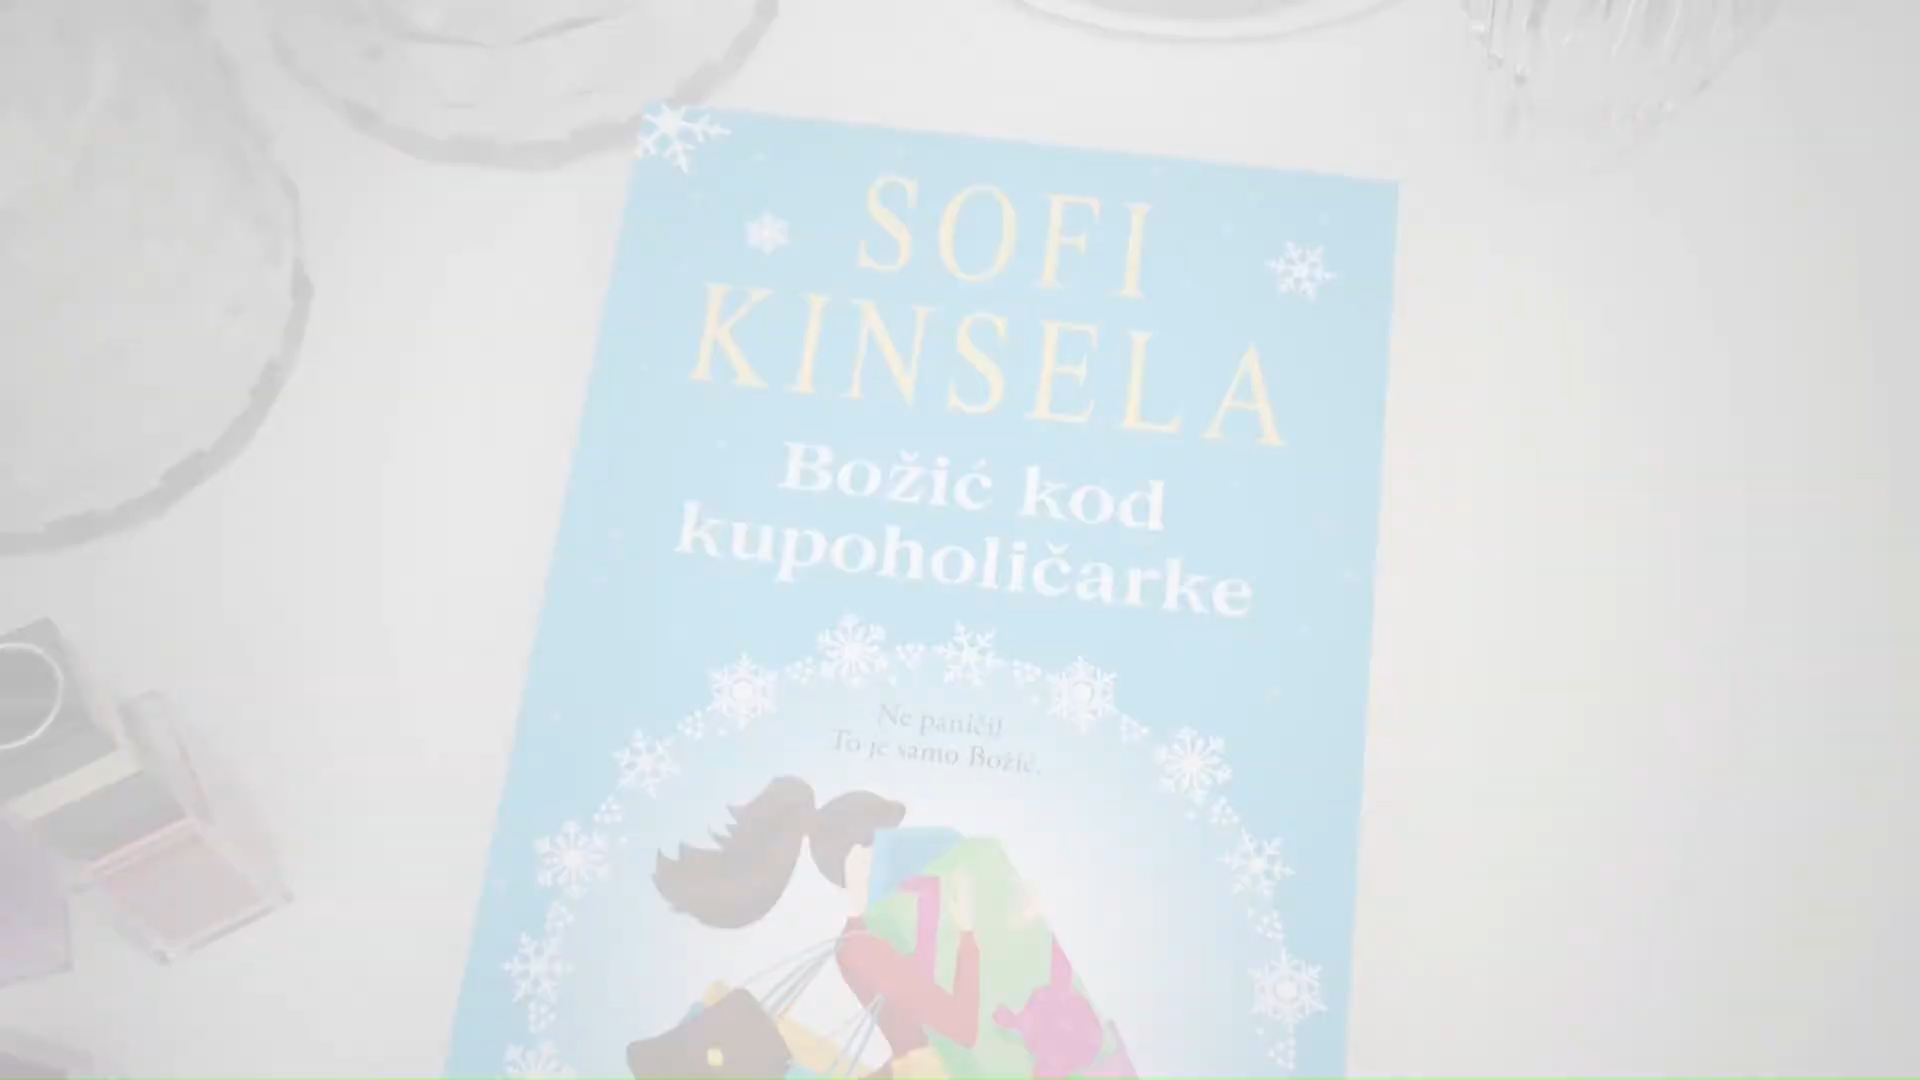 SOFI
KINSELA
Božić kod
kupoholičarke
Ne paniči!
To je samo Božić.